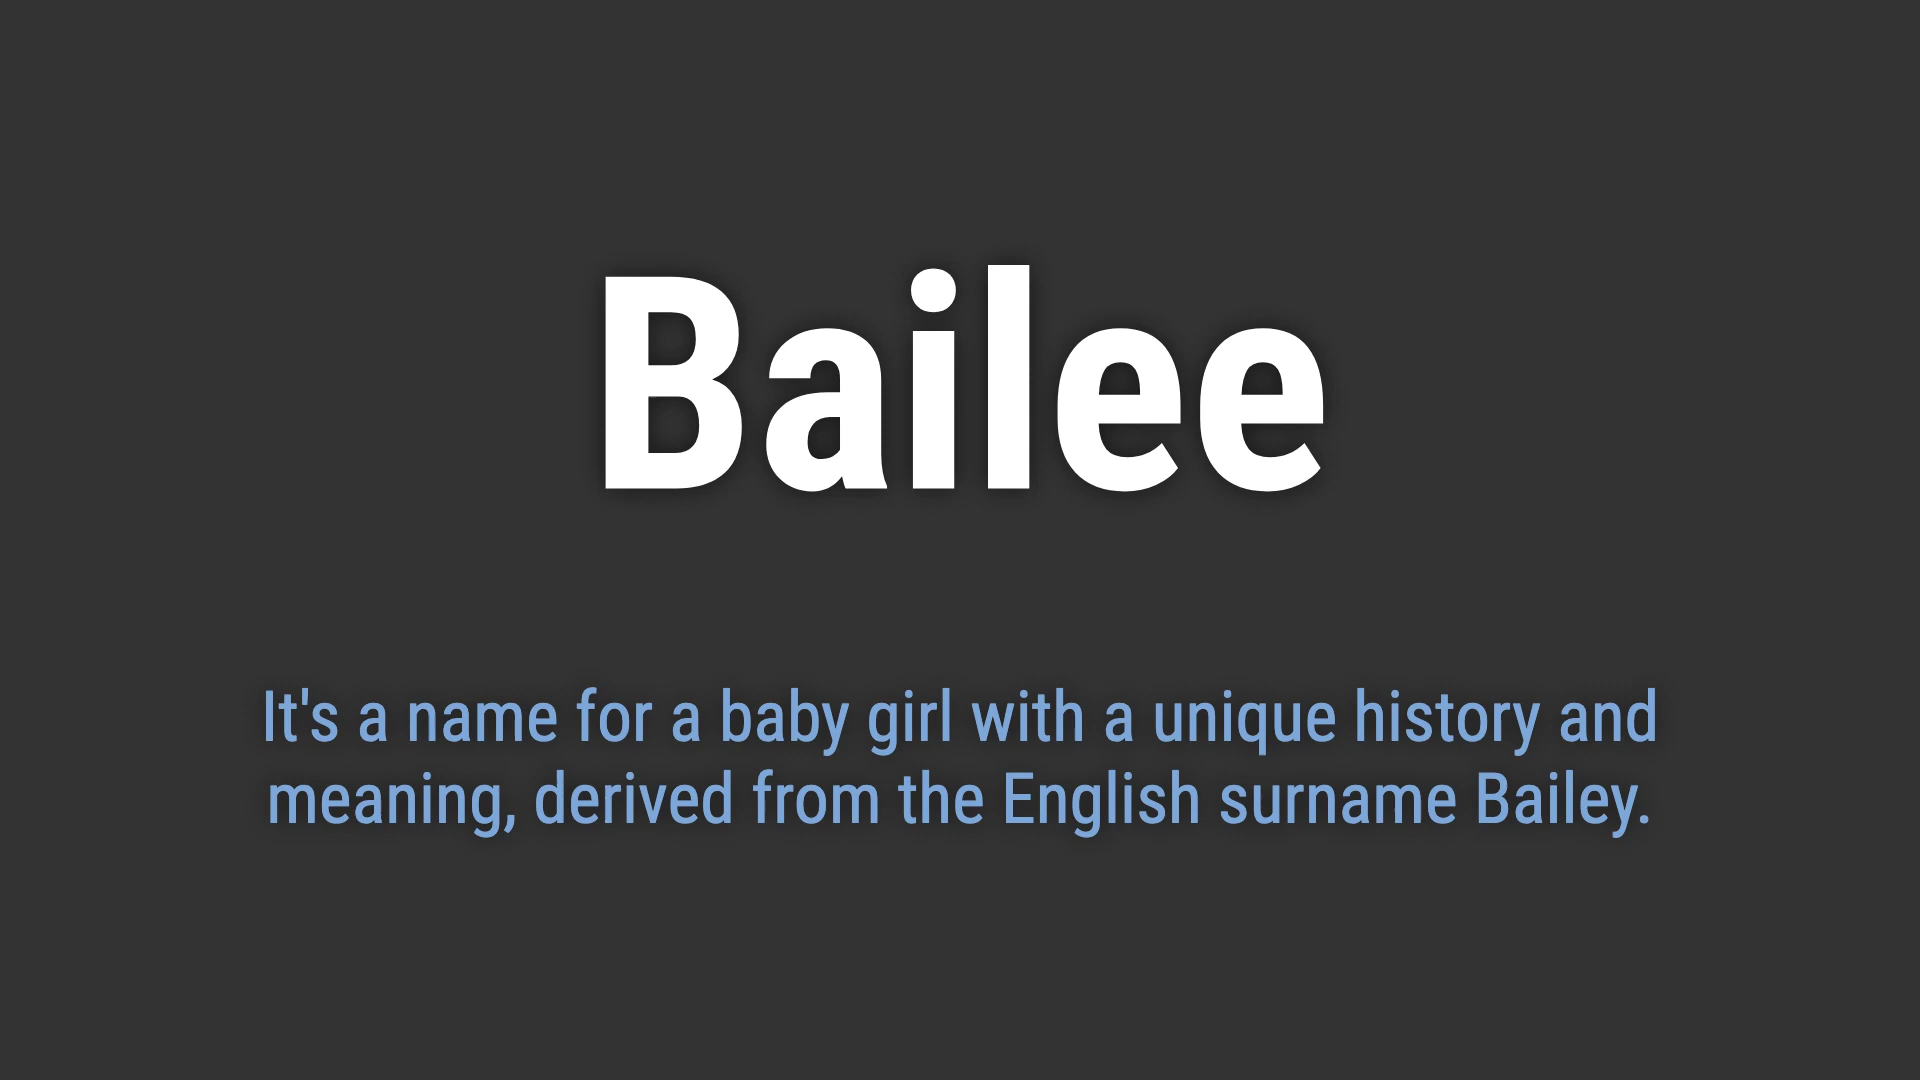 Bailee
It's a name for a baby girl with a unique history and
meaning, derived from the English surname Bailey.